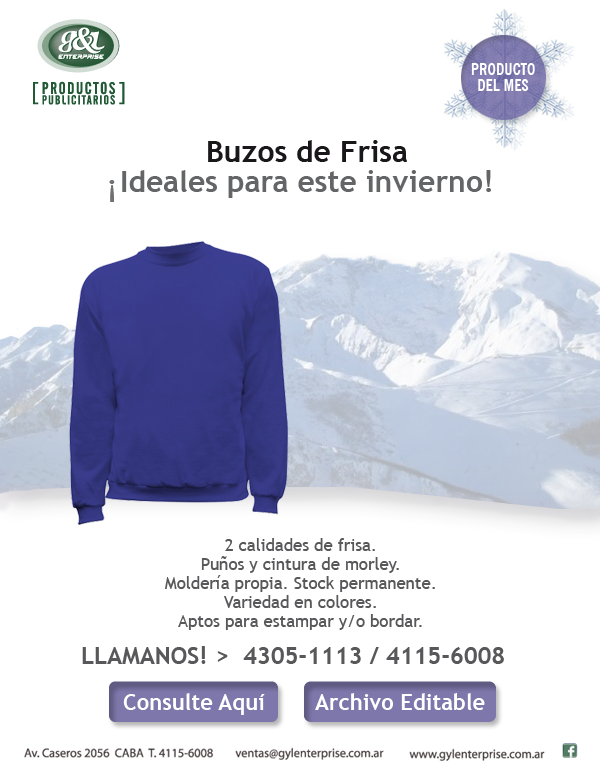 g&l
ENTERPRISE
[PRODUCTOS
PUBLICITARIOS]
PRODUCTO
DEL MES
Buzos de Frisa
¡Ideales para este invierno!
2 calidades de frisa.
Puños y cintura de morley.
Moldería propia. Stock permanente.
Variedad en colores.
Aptos para estampar y/o bordar.
LLAMANOS! > 4305-1113 / 4115-6008
Consulte Aquí
Archivo Editable
Av. Caseros 2056 CABA T. 4115-6008 ventas@gylenterprise.com.ar www.gylenterprise.com.ar f